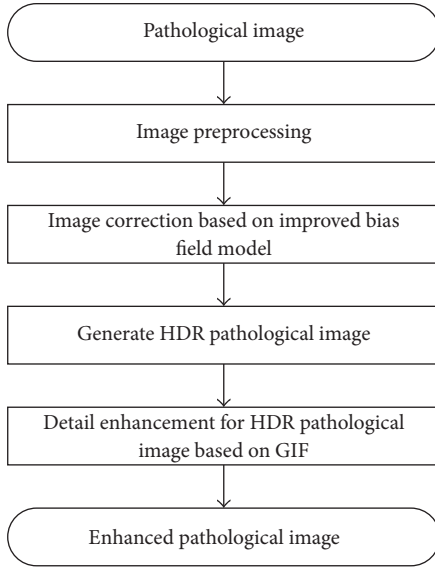 Pathological image
Image preprocessing
Image correction based on improved bias
field model
Generate HDR pathological image
Detail enhancement for HDR pathological
image based on GIF
Enhanced pathological image